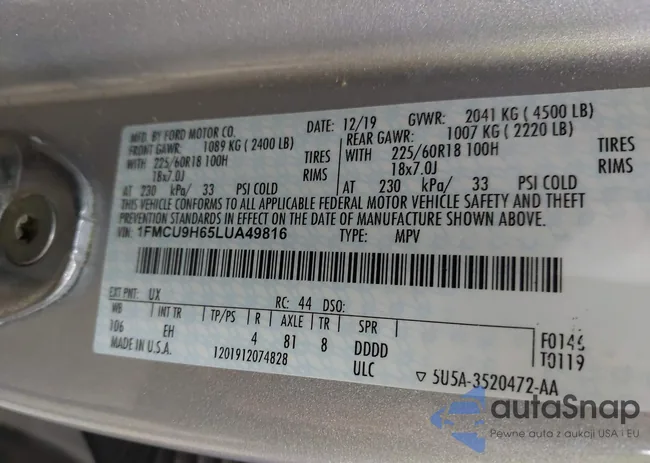 MFD. BY FORD MOTOR CO. DATE: 12/19 GVWR: 2041 KG (4500 LB)
FRONT GAWR: 1089 KG (2400 LB) REAR GAWR: 1007 KG (2220 LB)
WITH 225/60R18 100H TIRES WITH 225/60R18 100H TIRES
18x7.0J RIMS 18x7.0J RIMS
AT 230 kPa/ 33 PSI COLD AT 230 kPa/ 33 PSI COLD
THIS VEHICLE CONFORMS TO ALL APPLICABLE FEDERAL MOTOR VEHICLE SAFETY AND THEFT
PREVENTION STANDARDS IN EFFECT ON THE DATE OF MANUFACTURE SHOWN ABOVE.
VIN: 1FMCU9H65LUA49816 TYPE: MPV
EXT PNT: UX RC: 44 DSO:
WB INT TR TP/PS R AXLE TR SPR
106 EH 4 81 8 DDDD
F0146
T0119
MADE IN U.S.A. 1201912074828 ULC
▽ 5U5A-3520472-AA
autaSnap
Pewne auta z aukcji USA i EU